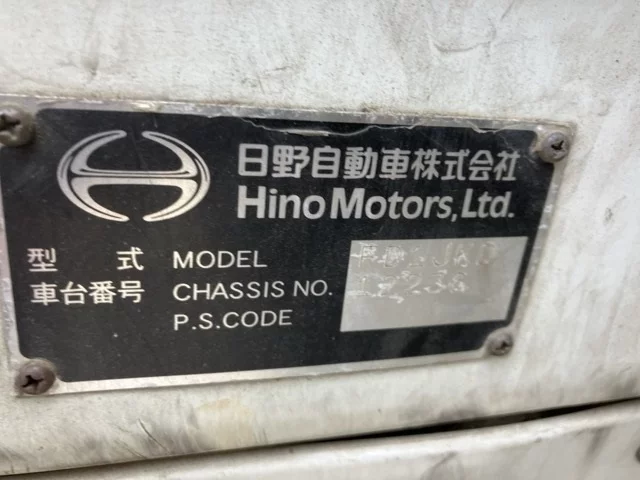 日野自動車株式会社
Hino Motors, Ltd.
型 式 MODEL
車台番号 CHASSIS NO.
P.S.CODE